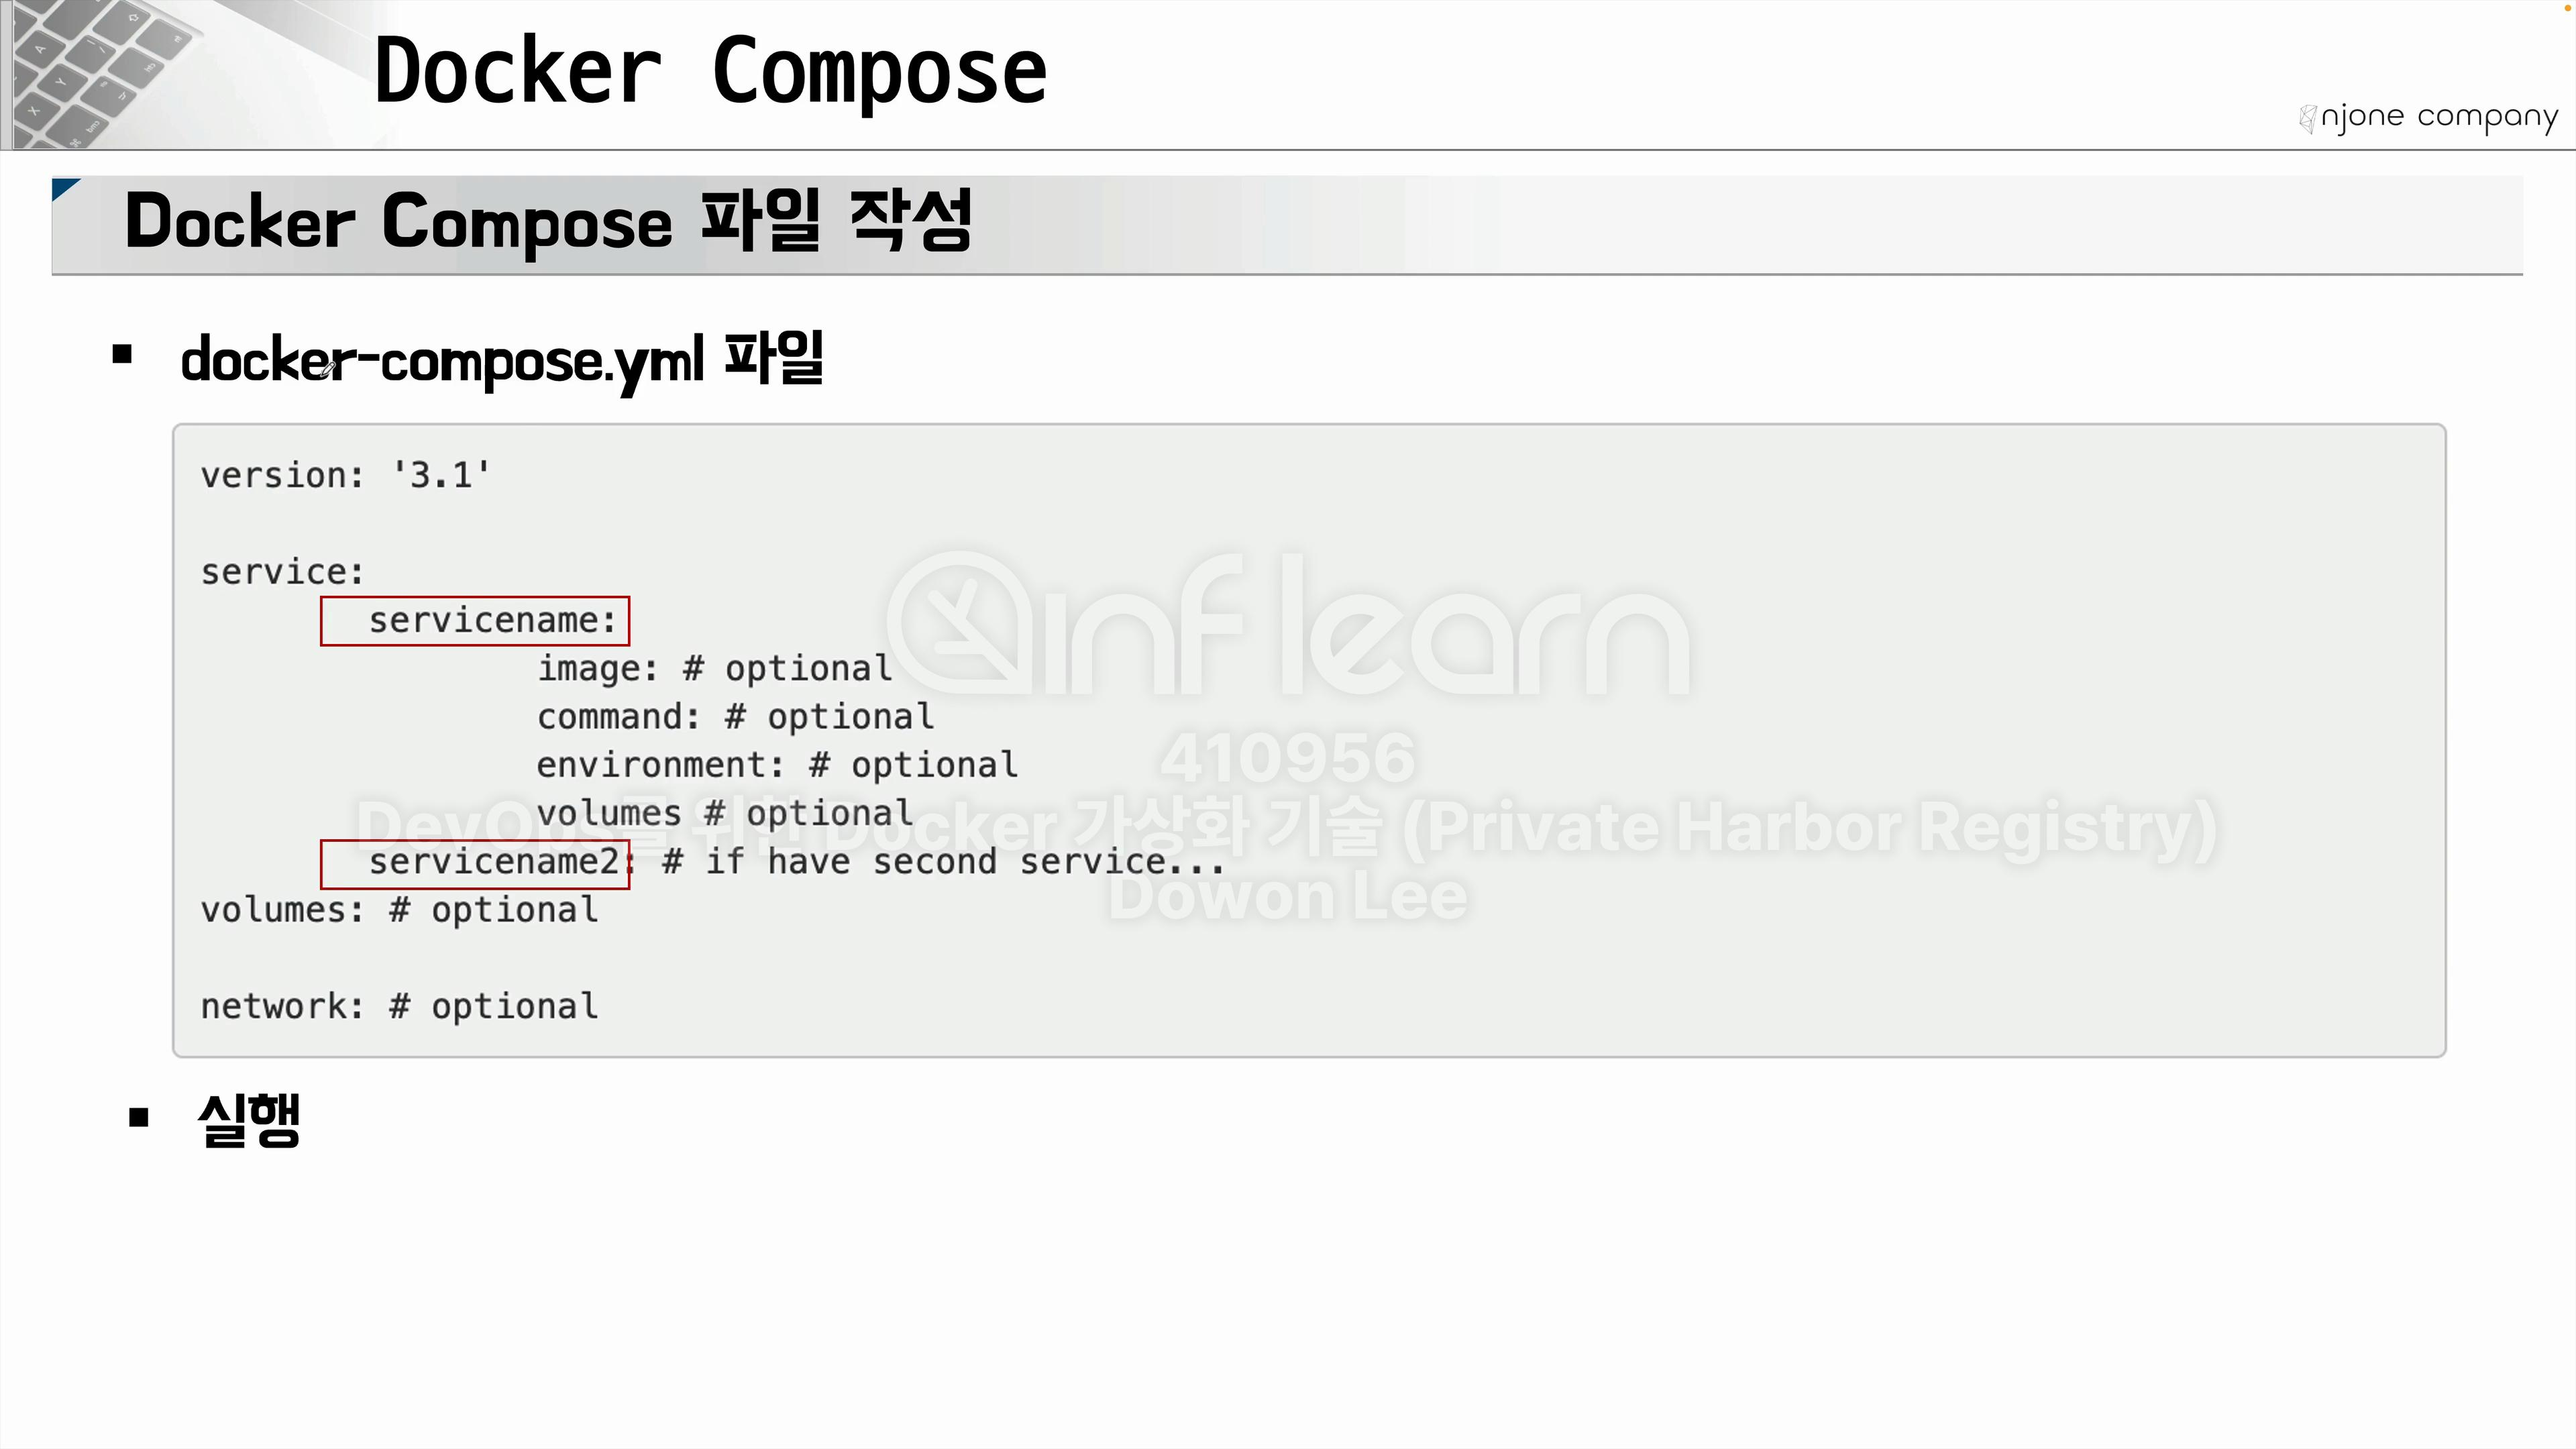 Docker Compose
njone company
Docker Compose 파일 작성
▪ docker-compose.yml 파일
version: '3.1'
service:
servicename:
image: # optional
command: # optional
environment: # optional
volumes # optional
servicename2: # if have second service...
volumes: # optional
network: # optional
inflearn
410956
DevOps를 위한 Docker 가상화 기술 (Private Harbor Registry)
Dowon Lee
▪ 실행